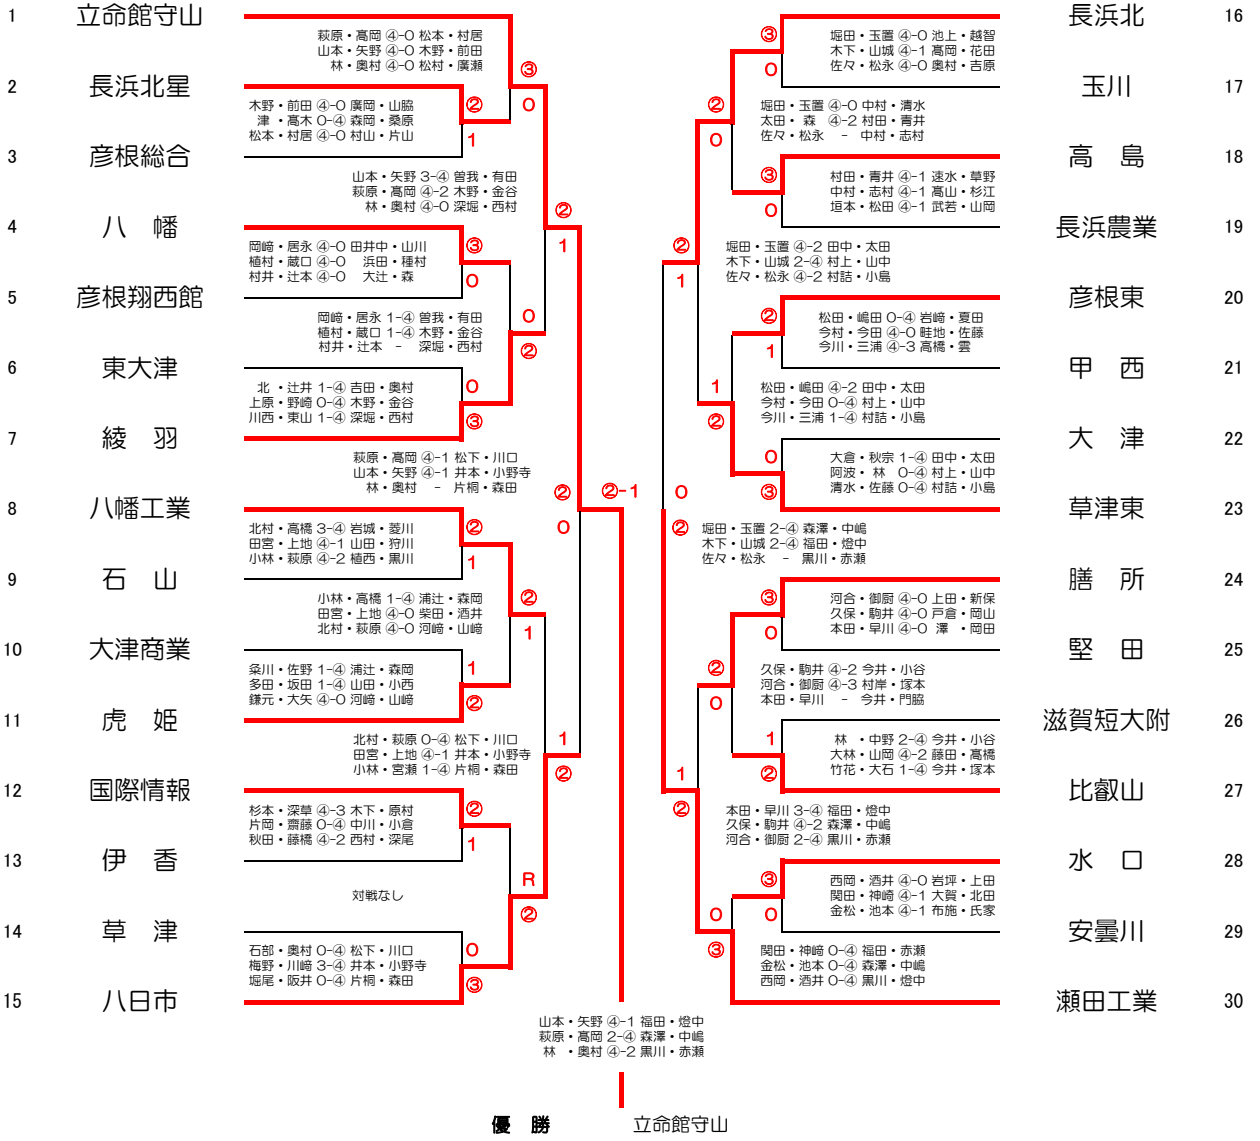 1 立命館守山
萩原・髙岡 ④-0 松本・村居
山本・矢野 ④-0 木野・前田
林・奥村 ④-0 松村・廣瀬
③
0
2 長浜北星
木野・前田 ④-0 廣岡・山脇
津・髙木 0-④ 森岡・桑原
松本・村居 ④-0 村山・片山
②
1
3 彦根総合
山本・矢野 3-④ 曽我・有田
萩原・髙岡 ④-2 木野・金谷
林・奥村 ④-0 深堀・西村
②
1
4 八 幡
岡﨑・居永 ④-0 田井中・山川
植村・蔵口 ④-0 浜田・種村
村井・辻本 ④-0 大辻・森
③
0
5 彦根翔西館
岡﨑・居永 1-④ 曽我・有田
植村・蔵口 1-④ 木野・金谷
村井・辻本 - 深堀・西村
0
②
6 東大津
北 ・辻井 1-④ 吉田・奥村
上原・野崎 0-④ 木野・金谷
川西・東山 1-④ 深堀・西村
0
③
7 綾 羽
萩原・髙岡 ④-1 松下・川口
山本・矢野 ④-1 井本・小野寺
林・奥村 - 片桐・森田
②
0
②-1
8 八幡工業
北村・高橋 3-④ 岩城・菱川
田宮・上地 ④-1 山田・狩川
小林・萩原 ④-2 植西・黒川
②
1
9 石 山
小林・高橋 1-④ 浦辻・森岡
田宮・上地 ④-0 柴田・酒井
北村・萩原 ④-0 河﨑・山﨑
②
1
10 大津商業
粂川・佐野 1-④ 浦辻・森岡
多田・坂田 1-④ 山田・小西
鎌元・大矢 ④-0 河﨑・山﨑
1
②
11 虎 姫
北村・萩原 0-④ 松下・川口
田宮・上地 ④-1 井本・小野寺
小林・宮瀬 1-④ 片桐・森田
1
②
12 国際情報
杉本・深草 ④-3 木下・原村
片岡・齋藤 0-④ 中川・小倉
秋田・藤橋 ④-2 西村・深尾
②
1
13 伊 香
対戦なし
R
②
14 草 津
石部・奥村 0-④ 松下・川口
梅野・川﨑 3-④ 井本・小野寺
堀尾・阪井 0-④ 片桐・森田
0
③
15 八日市
長浜北 16
堀田・玉置 ④-0 池上・越智
木下・山城 ④-1 髙岡・花田
佐々・松永 ④-0 奥村・吉原
③
0
玉川 17
堀田・玉置 ④-0 中村・清水
太田・ 森 ④-2 村田・青井
佐々・松永 - 中村・志村
②
0
高 島 18
村田・青井 ④-1 速水・草野
中村・志村 ④-1 髙山・杉江
垣本・松田 ④-1 武若・山岡
③
0
長浜農業 19
堀田・玉置 ④-2 田中・太田
木下・山城 2-④ 村上・山中
佐々・松永 ④-2 村詰・小島
②
1
彦根東 20
松田・嶋田 0-④ 岩﨑・夏田
今村・今田 ④-0 畦地・佐藤
今川・三浦 ④-3 高橋・雲
②
1
甲 西 21
松田・嶋田 ④-2 田中・太田
今村・今田 0-④ 村上・山中
今川・三浦 1-④ 村詰・小島
1
②
大 津 22
大倉・秋宗 1-④ 田中・太田
阿波・ 林 0-④ 村上・山中
清水・佐藤 0-④ 村詰・小島
0
③
草津東 23
堀田・玉置 2-④ 森澤・中嶋
木下・山城 2-④ 福田・燈中
佐々・松永 - 黒川・赤瀬
0
②
膳 所 24
河合・御厨 ④-0 上田・新保
久保・駒井 ④-0 戸倉・岡山
本田・早川 ④-0 澤 ・岡田
③
0
堅 田 25
久保・駒井 ④-2 今井・小谷
河合・御厨 ④-3 村岸・塚本
本田・早川 - 今井・門脇
②
0
滋賀短大附 26
林 ・中野 2-④ 今井・小谷
大林・山岡 ④-2 藤田・髙橋
竹花・大石 1-④ 今井・塚本
1
②
比叡山 27
本田・早川 3-④ 福田・燈中
久保・駒井 ④-2 森澤・中嶋
河合・御厨 2-④ 黒川・赤瀬
1
②
水 口 28
西岡・酒井 ④-0 岩坪・上田
関田・神崎 ④-1 大賀・北田
金松・池本 ④-1 布施・氏家
③
0
安曇川 29
関田・神﨑 0-④ 福田・赤瀬
金松・池本 0-④ 森澤・中嶋
西岡・酒井 0-④ 黒川・燈中
0
③
瀬田工業 30
山本・矢野 ④-1 福田・燈中
萩原・髙岡 2-④ 森澤・中嶋
林 ・奥村 ④-2 黒川・赤瀬
優 勝 立命館守山